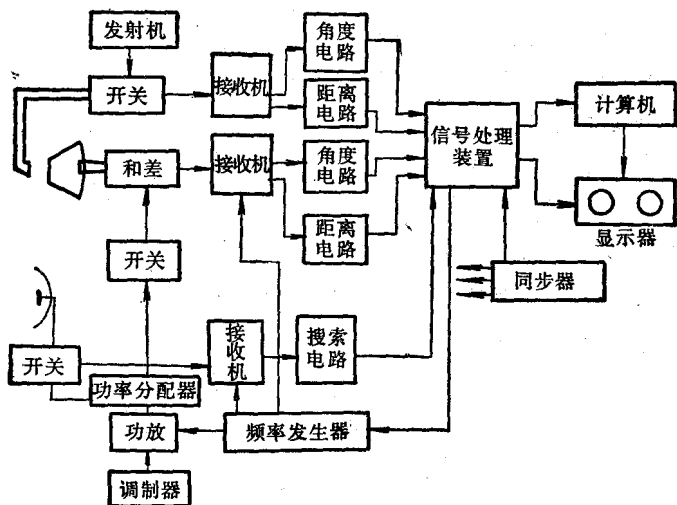 发射机
开关
接收机
角度
电路
距离
电路
和差
接收机
角度
电路
距离
电路
信号处理
装置
计算机
显示器
同步器
开关
开关
接收机
搜索
电路
功率分配器
功放
频率发生器
调制器